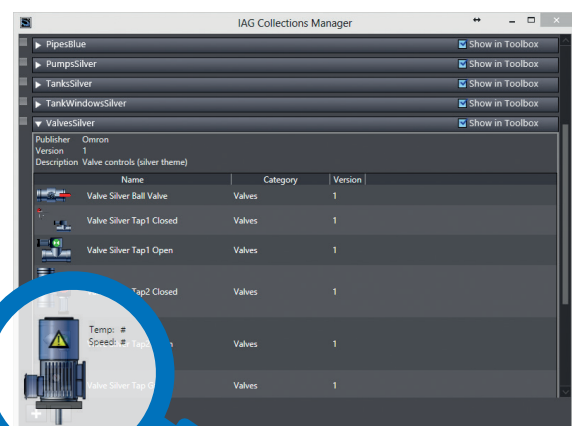 IAG Collections Manager
PipesBlue Show in Toolbox
PumpsSilver Show in Toolbox
TanksSilver Show in Toolbox
TankWindowsSilver Show in Toolbox
ValvesSilver Show in Toolbox
Publisher Omron
Version 1
Description Valve controls (silver theme)
Name Category Version
Valve Silver Ball Valve Valves 1
Valve Silver Tap1 Closed Valves 1
Valve Silver Tap1 Open Valves 1
Tap2 Closed Valves 1
Temp: #
Speed: #
Valves 1
Valve Silver Tap Valves 1